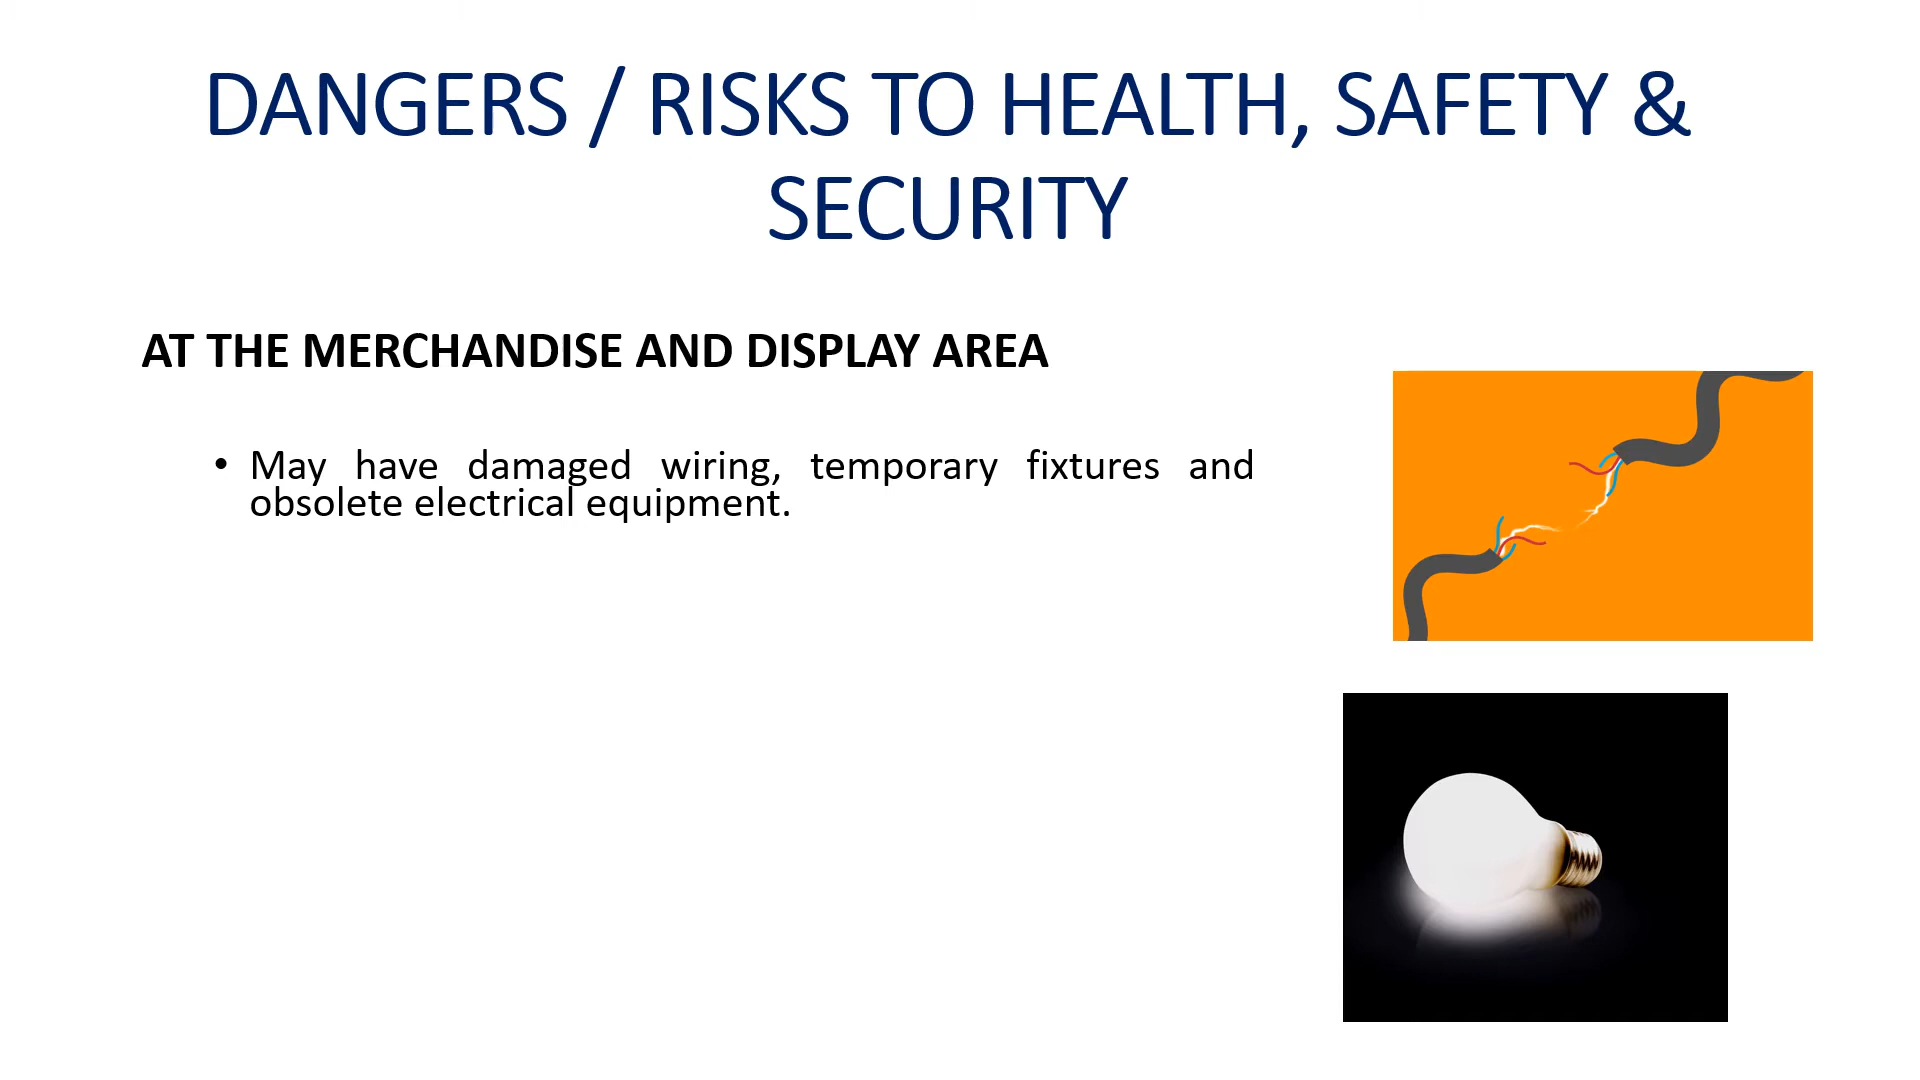 DANGERS / RISKS TO HEALTH, SAFETY &
SECURITY
AT THE MERCHANDISE AND DISPLAY AREA
• May have damaged wiring, temporary fixtures and
obsolete electrical equipment.